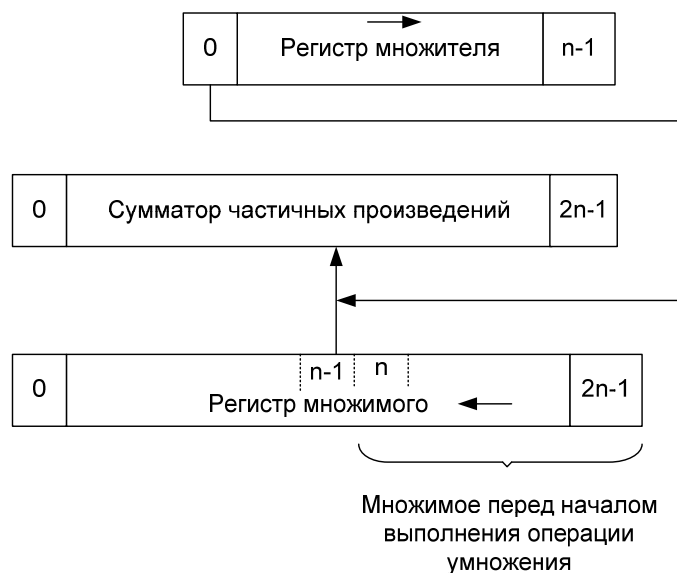 0 Регистр множителя n-1
0 Сумматор частичных произведений 2n-1
n-1 n
0 Регистр множимого 2n-1
Множимое перед началом
выполнения операции
умножения